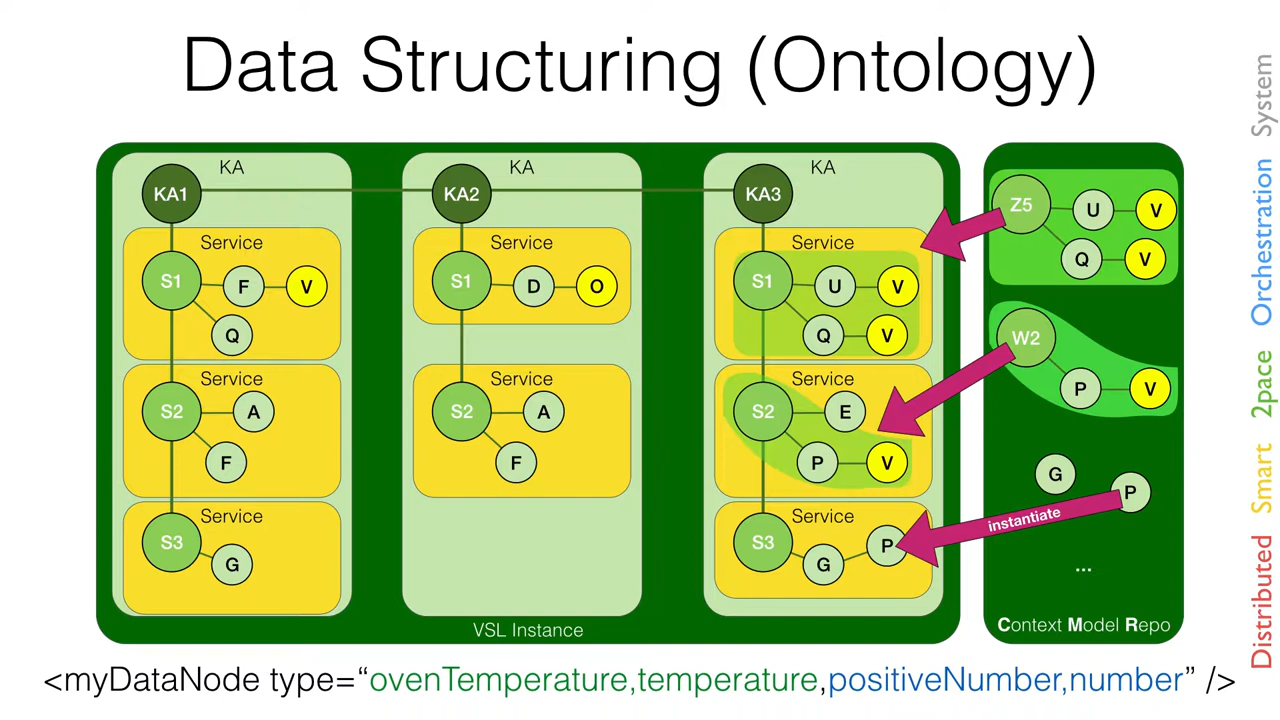 Data Structuring (Ontology)
KA
KA1
Service
S1
F
V
Q
Service
S2
A
F
Service
S3
G
KA
KA2
Service
S1
D
O
Service
S2
A
F
KA
KA3
Service
S1
U
V
Q
V
Service
S2
E
P
V
Service
S3
G
P
VSL Instance
Z5
U
V
Q
V
W2
P
V
G
P
instantiate
...
Context Model Repo
<myDataNode type=“ovenTemperature,temperature,positiveNumber,number” />
Distributed Smart 2pace Orchestration System